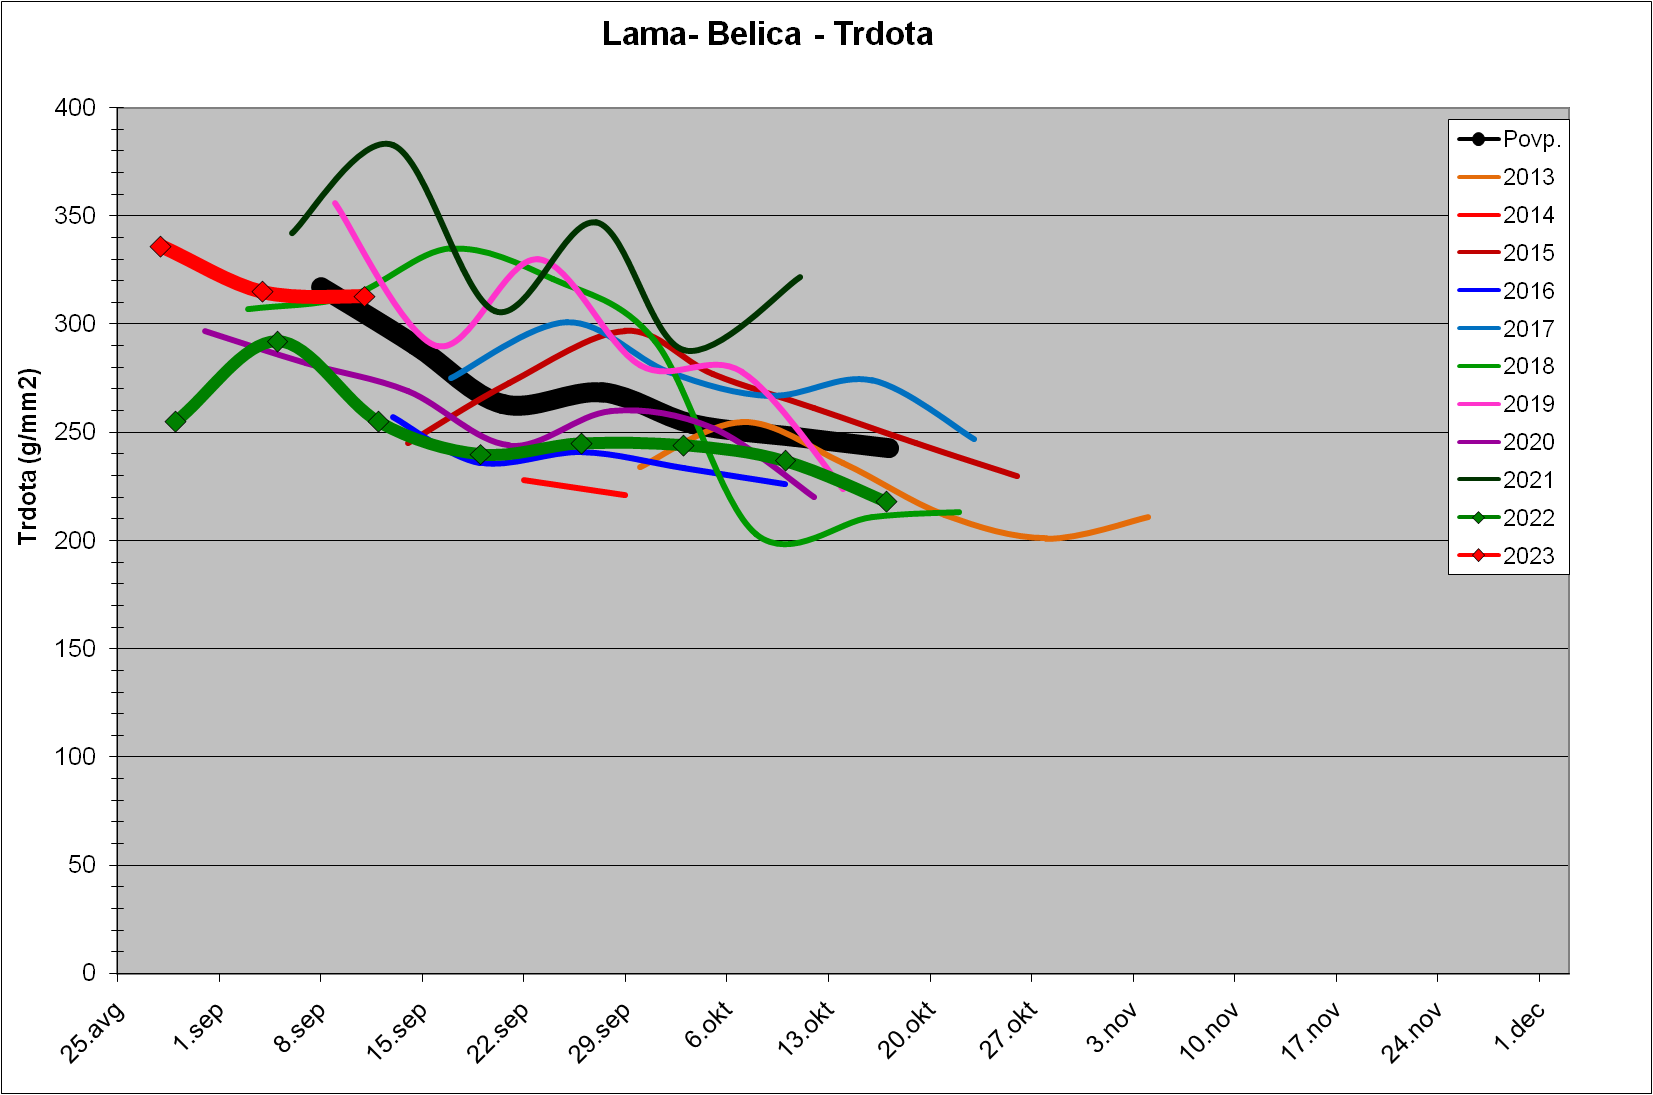 Lama- Belica - Trdota
Trdota (g/mm2)
400
350
300
250
200
150
100
50
0
25.avg
1.sep
8.sep
15.sep
22.sep
29.sep
6.okt
13.okt
20.okt
27.okt
3.nov
10.nov
17.nov
24.nov
1.dec
Povp.
2013
2014
2015
2016
2017
2018
2019
2020
2021
2022
2023